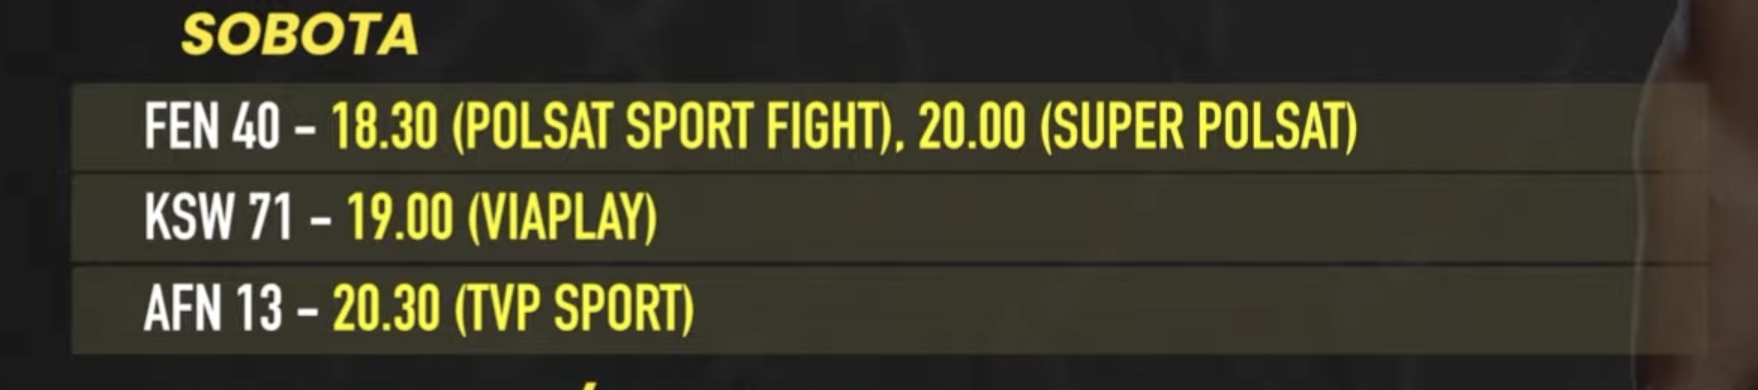 SOBOTA
FEN 40 - 18.30 (POLSAT SPORT FIGHT), 20.00 (SUPER POLSAT)
KSW 71 - 19.00 (VIAPLAY)
AFN 13 - 20.30 (TVP SPORT)